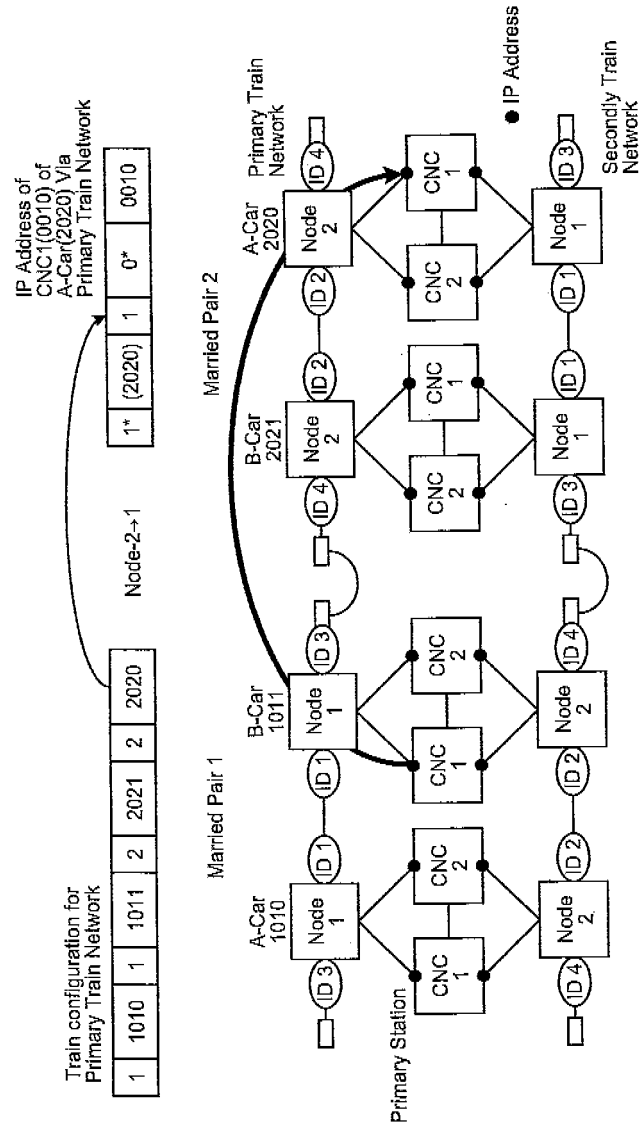 Train configuration for
Primary Train Network
1 1010 1 1011 2 2021 2 2020
Node-2→1
IP Address of
CNC1(0010) of
A-Car(2020) Via
Primary Train Network
1* (2020) 1 0* 0010
Married Pair 1
Married Pair 2
A-Car
1010
B-Car
1011
B-Car
2021
A-Car
2020
Primary Train
Network
ID 3
Node
1
ID 1
ID 1
Node
1
ID 3
ID 4
Node
2
ID 2
ID 2
Node
2
ID 4
Primary Station
CNC
1
CNC
2
CNC
1
CNC
2
CNC
2
CNC
1
CNC
2
CNC
1
● IP Address
ID 4
Node
2
ID 2
ID 2
Node
2
ID 4
ID 3
Node
1
ID 1
ID 1
Node
1
ID 3
Secondly Train
Network